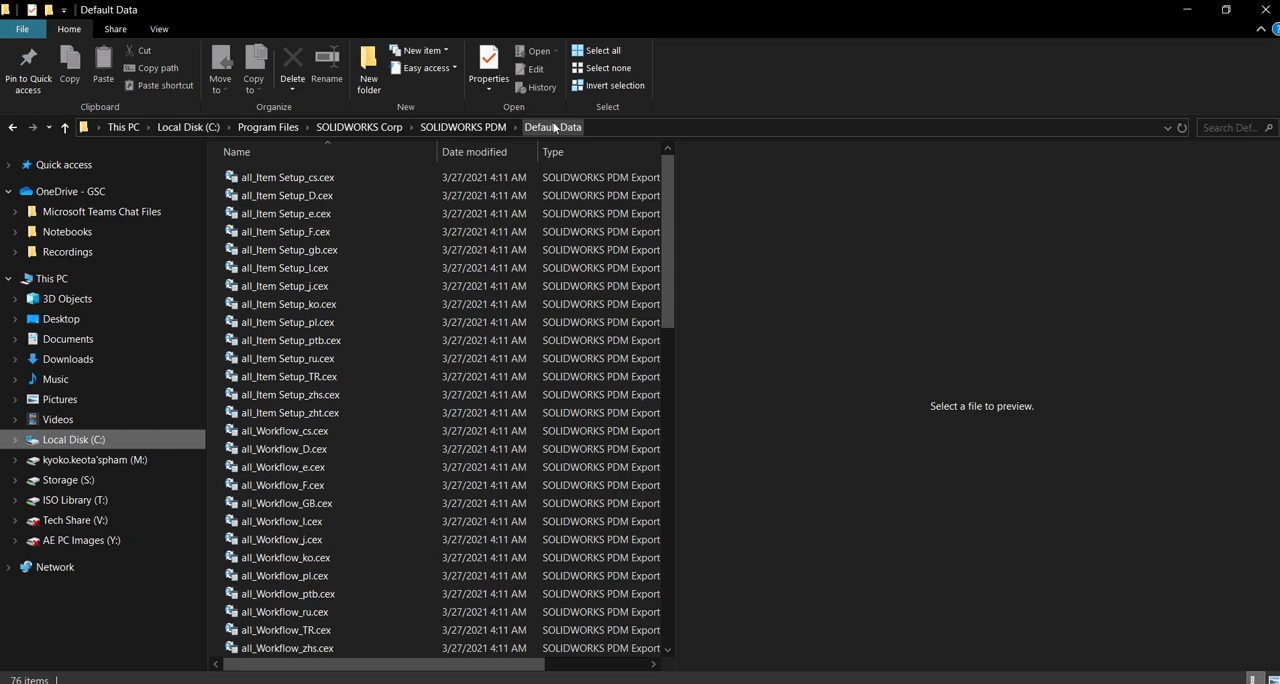 Default Data
File Home Share View
Pin to Quick access
Copy
Paste
Cut
Copy path
Paste shortcut
Clipboard
Move to
Copy to
Delete
Rename
Organize
New folder
New item
Easy access
New
Properties
Open
Edit
History
Open
Select all
Select none
Invert selection
Select
This PC › Local Disk (C:) › Program Files › SOLIDWORKS Corp › SOLIDWORKS PDM › Default Data
Search Def...
Quick access
OneDrive - GSC
Microsoft Teams Chat Files
Notebooks
Recordings
This PC
3D Objects
Desktop
Documents
Downloads
Music
Pictures
Videos
Local Disk (C:)
kyoko.keota'spham (M:)
Storage (S:)
ISO Library (T:)
Tech Share (V:)
AE PC Images (Y:)
Network
Name Date modified Type
all_Item Setup_cs.cex 3/27/2021 4:11 AM SOLIDWORKS PDM Export
all_Item Setup_D.cex 3/27/2021 4:11 AM SOLIDWORKS PDM Export
all_Item Setup_e.cex 3/27/2021 4:11 AM SOLIDWORKS PDM Export
all_Item Setup_F.cex 3/27/2021 4:11 AM SOLIDWORKS PDM Export
all_Item Setup_gb.cex 3/27/2021 4:11 AM SOLIDWORKS PDM Export
all_Item Setup_I.cex 3/27/2021 4:11 AM SOLIDWORKS PDM Export
all_Item Setup_j.cex 3/27/2021 4:11 AM SOLIDWORKS PDM Export
all_Item Setup_ko.cex 3/27/2021 4:11 AM SOLIDWORKS PDM Export
all_Item Setup_pl.cex 3/27/2021 4:11 AM SOLIDWORKS PDM Export
all_Item Setup_ptb.cex 3/27/2021 4:11 AM SOLIDWORKS PDM Export
all_Item Setup_ru.cex 3/27/2021 4:11 AM SOLIDWORKS PDM Export
all_Item Setup_TR.cex 3/27/2021 4:11 AM SOLIDWORKS PDM Export
all_Item Setup_zhs.cex 3/27/2021 4:11 AM SOLIDWORKS PDM Export
all_Item Setup_zht.cex 3/27/2021 4:11 AM SOLIDWORKS PDM Export
all_Workflow_cs.cex 3/27/2021 4:11 AM SOLIDWORKS PDM Export
all_Workflow_D.cex 3/27/2021 4:11 AM SOLIDWORKS PDM Export
all_Workflow_e.cex 3/27/2021 4:11 AM SOLIDWORKS PDM Export
all_Workflow_F.cex 3/27/2021 4:11 AM SOLIDWORKS PDM Export
all_Workflow_GB.cex 3/27/2021 4:11 AM SOLIDWORKS PDM Export
all_Workflow_I.cex 3/27/2021 4:11 AM SOLIDWORKS PDM Export
all_Workflow_j.cex 3/27/2021 4:11 AM SOLIDWORKS PDM Export
all_Workflow_ko.cex 3/27/2021 4:11 AM SOLIDWORKS PDM Export
all_Workflow_pl.cex 3/27/2021 4:11 AM SOLIDWORKS PDM Export
all_Workflow_ptb.cex 3/27/2021 4:11 AM SOLIDWORKS PDM Export
all_Workflow_ru.cex 3/27/2021 4:11 AM SOLIDWORKS PDM Export
all_Workflow_TR.cex 3/27/2021 4:11 AM SOLIDWORKS PDM Export
all_Workflow_zhs.cex 3/27/2021 4:11 AM SOLIDWORKS PDM Export
Select a file to preview.
76 items